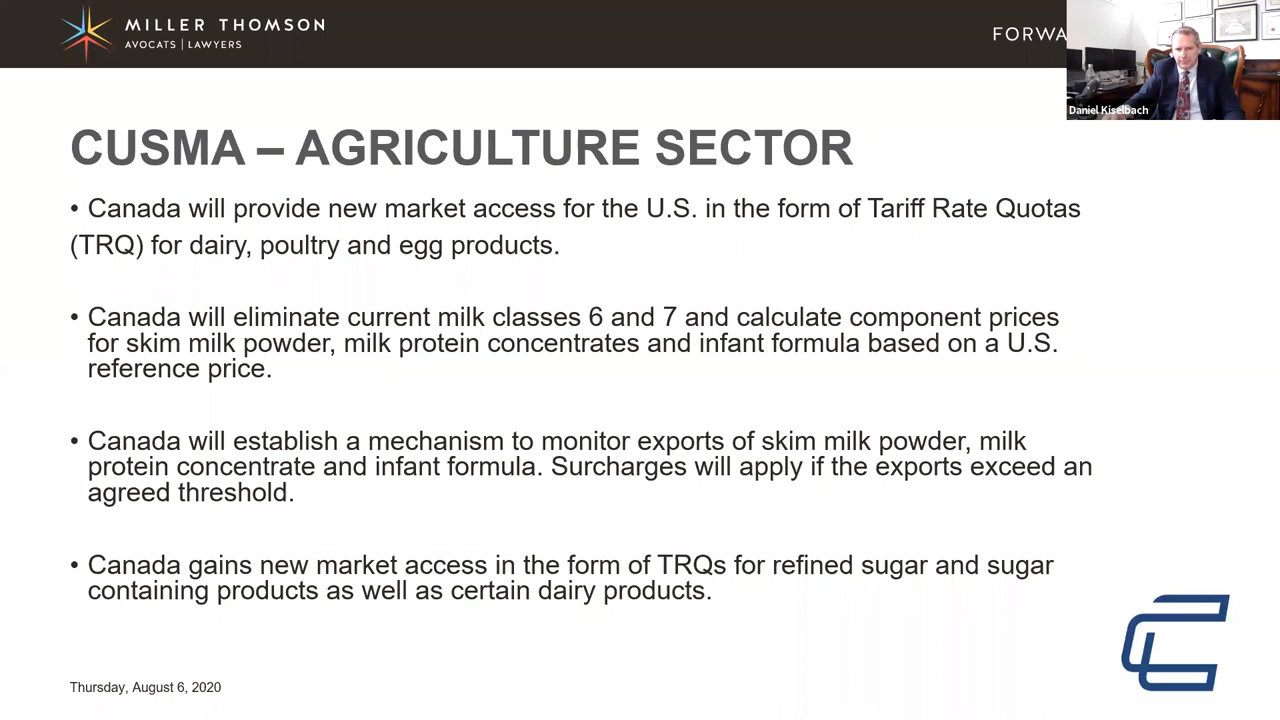 MILLER THOMSON
AVOCATS | LAWYERS
FORWA
Daniel Kiselbach
CUSMA – AGRICULTURE SECTOR
• Canada will provide new market access for the U.S. in the form of Tariff Rate Quotas
(TRQ) for dairy, poultry and egg products.
• Canada will eliminate current milk classes 6 and 7 and calculate component prices
for skim milk powder, milk protein concentrates and infant formula based on a U.S.
reference price.
• Canada will establish a mechanism to monitor exports of skim milk powder, milk
protein concentrate and infant formula. Surcharges will apply if the exports exceed an
agreed threshold.
• Canada gains new market access in the form of TRQs for refined sugar and sugar
containing products as well as certain dairy products.
Thursday, August 6, 2020